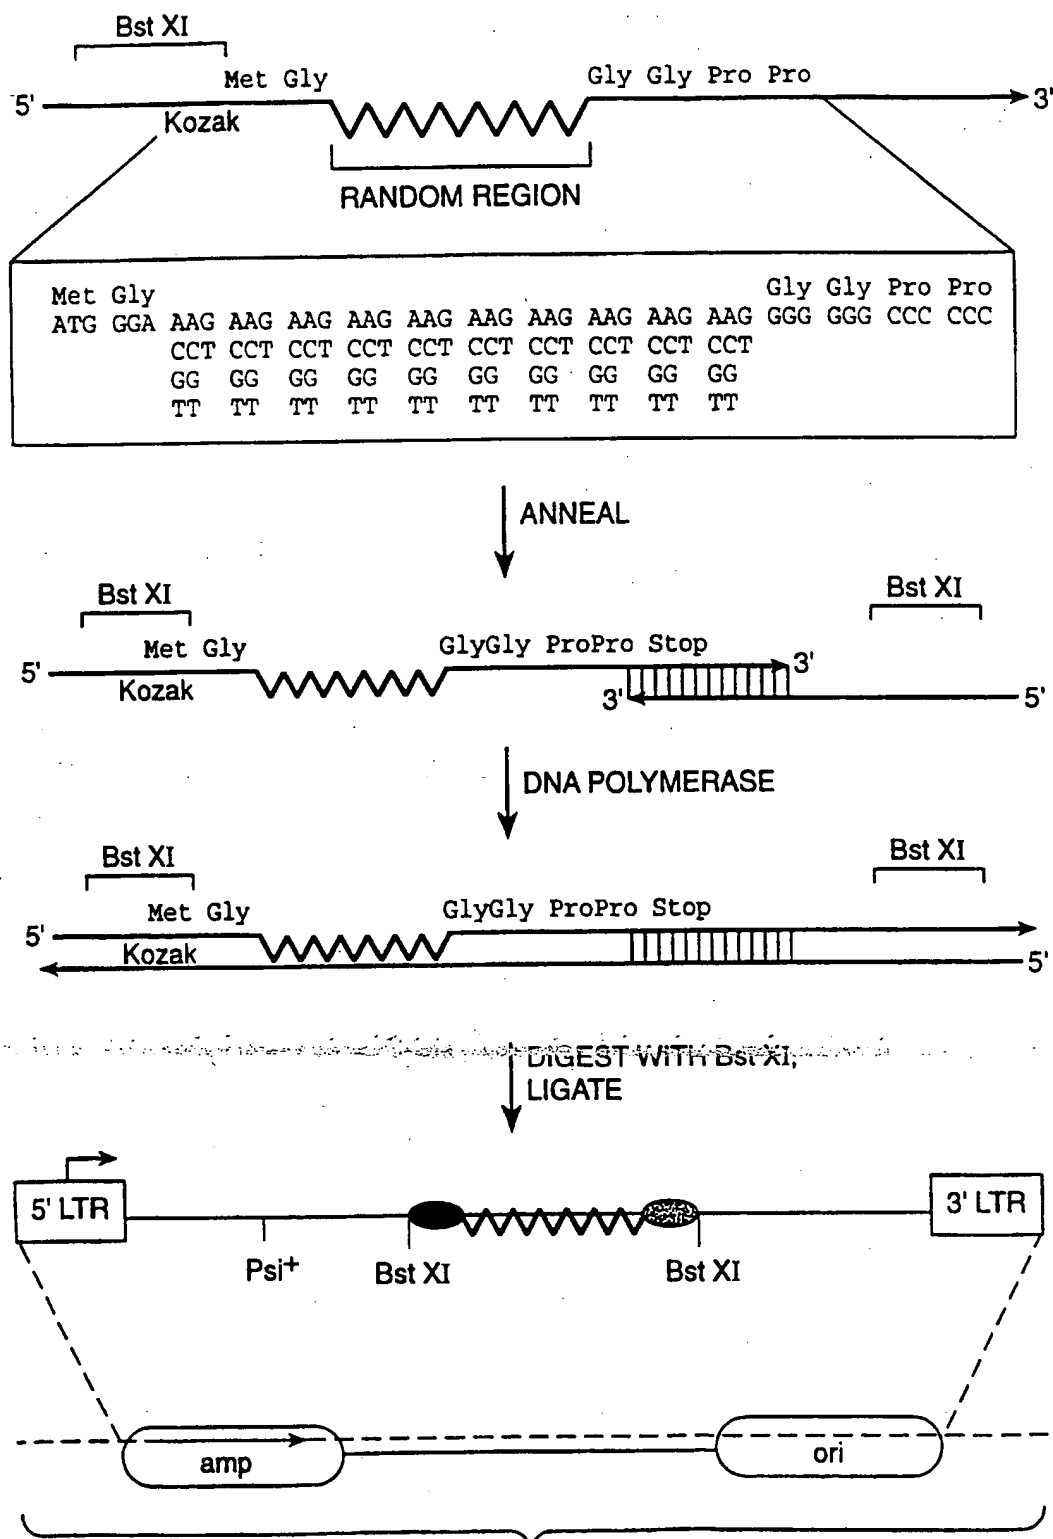 Bst XI
Met Gly
Gly Gly Pro Pro
5'
3'
Kozak
RANDOM REGION
Met Gly
Gly Gly Pro Pro
ATG GGA AAG AAG AAG AAG AAG AAG AAG AAG AAG AAG GGG GGG CCC CCC
CCT CCT CCT CCT CCT CCT CCT CCT CCT CCT
GG GG GG GG GG GG GG GG GG GG
TT TT TT TT TT TT TT TT TT TT
ANNEAL
Bst XI
Bst XI
Met Gly
GlyGly ProPro Stop
5'
3'
Kozak
3'
5'
DNA POLYMERASE
Bst XI
Bst XI
Met Gly
GlyGly ProPro Stop
5'
Kozak
5'
DIGEST WITH Bst XI,
LIGATE
5' LTR
3' LTR
Psi+
Bst XI
Bst XI
amp
ori